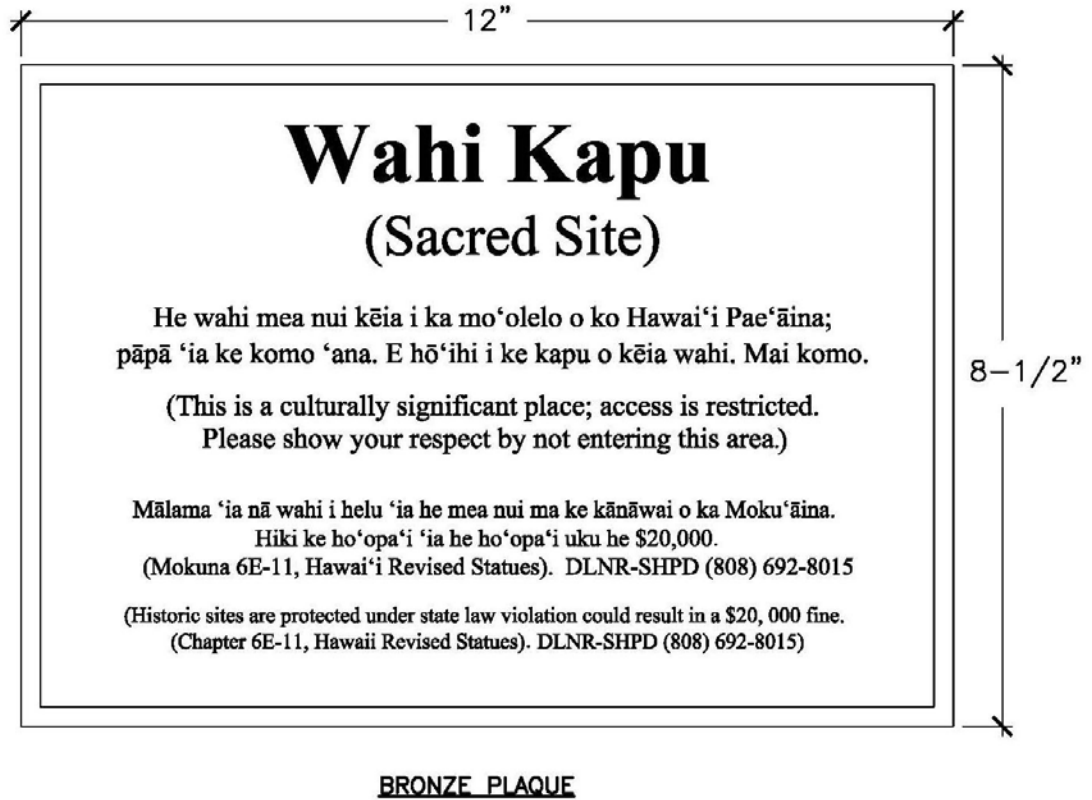 12”
Wahi Kapu
(Sacred Site)
He wahi mea nui kēia i ka mo‘olelo o ko Hawai‘i Pae‘āina;
pāpā ‘ia ke komo ‘ana. E hō‘ihi i ke kapu o kēia wahi. Mai komo.
8-1/2”
(This is a culturally significant place; access is restricted.
Please show your respect by not entering this area.)
Mālama ‘ia nā wahi i helu ‘ia he mea nui ma ke kānāwai o ka Moku‘āina.
Hiki ke ho‘opa‘i ‘ia he ho‘opa‘i uku he $20,000.
(Mokuna 6E-11, Hawai‘i Revised Statues). DLNR-SHPD (808) 692-8015
(Historic sites are protected under state law violation could result in a $20, 000 fine.
(Chapter 6E-11, Hawaii Revised Statues). DLNR-SHPD (808) 692-8015)
BRONZE PLAQUE